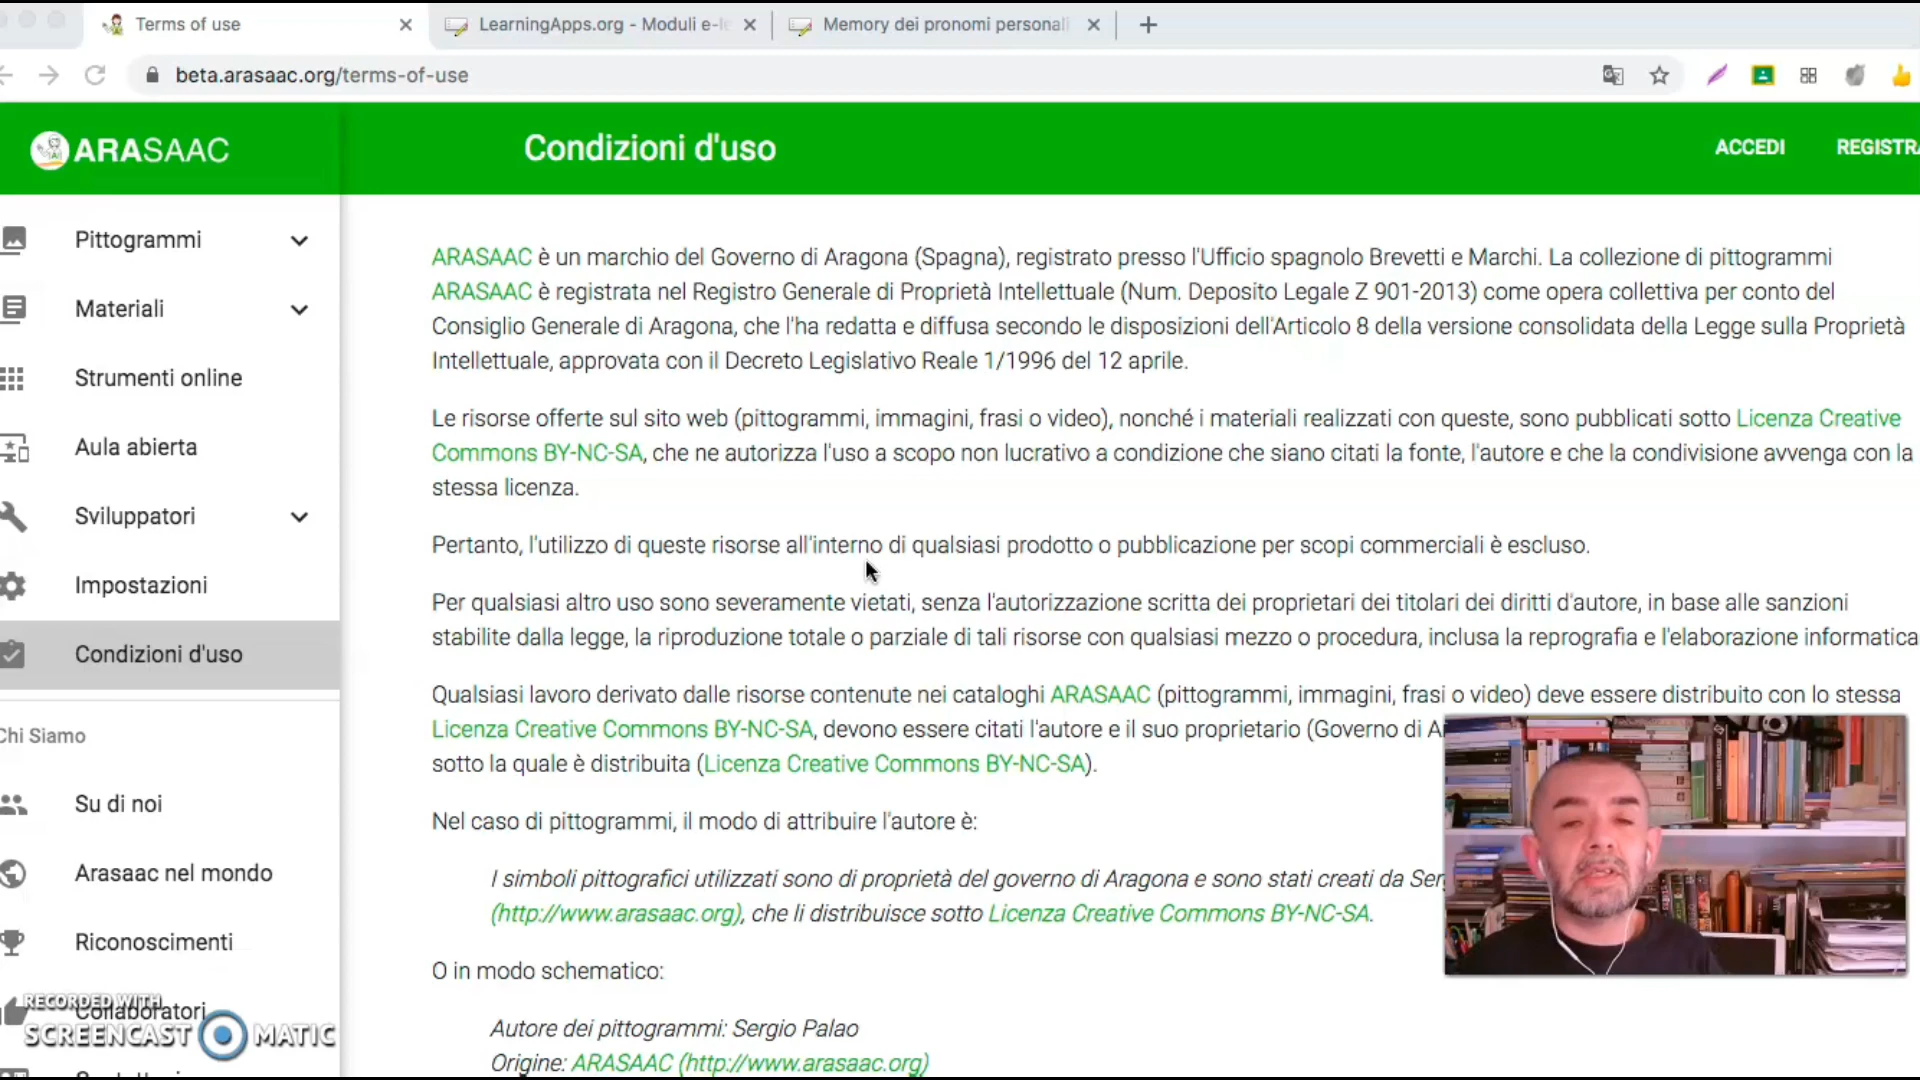 Terms of use
LearningApps.org - Moduli e-le
Memory dei pronomi personali
beta.arasaac.org/terms-of-use
ARASAAC
Condizioni d'uso
ACCEDI
REGISTRA
Pittogrammi
Materiali
Strumenti online
Aula abierta
Sviluppatori
Impostazioni
Condizioni d'uso
Chi Siamo
Su di noi
Arasaac nel mondo
Riconoscimenti
Collaboratori
ARASAAC è un marchio del Governo di Aragona (Spagna), registrato presso l'Ufficio spagnolo Brevetti e Marchi. La collezione di pittogrammi
ARASAAC è registrata nel Registro Generale di Proprietà Intellettuale (Num. Deposito Legale Z 901-2013) come opera collettiva per conto del
Consiglio Generale di Aragona, che l'ha redatta e diffusa secondo le disposizioni dell'Articolo 8 della versione consolidata della Legge sulla Proprietà
Intellettuale, approvata con il Decreto Legislativo Reale 1/1996 del 12 aprile.
Le risorse offerte sul sito web (pittogrammi, immagini, frasi o video), nonché i materiali realizzati con queste, sono pubblicati sotto Licenza Creative
Commons BY-NC-SA, che ne autorizza l'uso a scopo non lucrativo a condizione che siano citati la fonte, l'autore e che la condivisione avvenga con la
stessa licenza.
Pertanto, l'utilizzo di queste risorse all'interno di qualsiasi prodotto o pubblicazione per scopi commerciali è escluso.
Per qualsiasi altro uso sono severamente vietati, senza l'autorizzazione scritta dei proprietari dei titolari dei diritti d'autore, in base alle sanzioni
stabilite dalla legge, la riproduzione totale o parziale di tali risorse con qualsiasi mezzo o procedura, inclusa la reprografia e l'elaborazione informatica
Qualsiasi lavoro derivato dalle risorse contenute nei cataloghi ARASAAC (pittogrammi, immagini, frasi o video) deve essere distribuito con lo stessa
Licenza Creative Commons BY-NC-SA, devono essere citati l'autore e il suo proprietario (Governo di A
sotto la quale è distribuita (Licenza Creative Commons BY-NC-SA).
Nel caso di pittogrammi, il modo di attribuire l'autore è:
I simboli pittografici utilizzati sono di proprietà del governo di Aragona e sono stati creati da Ser
(http://www.arasaac.org), che li distribuisce sotto Licenza Creative Commons BY-NC-SA.
O in modo schematico:
Autore dei pittogrammi: Sergio Palao
Origine: ARASAAC (http://www.arasaac.org)
RECORDED WITH
SCREENCAST MATIC